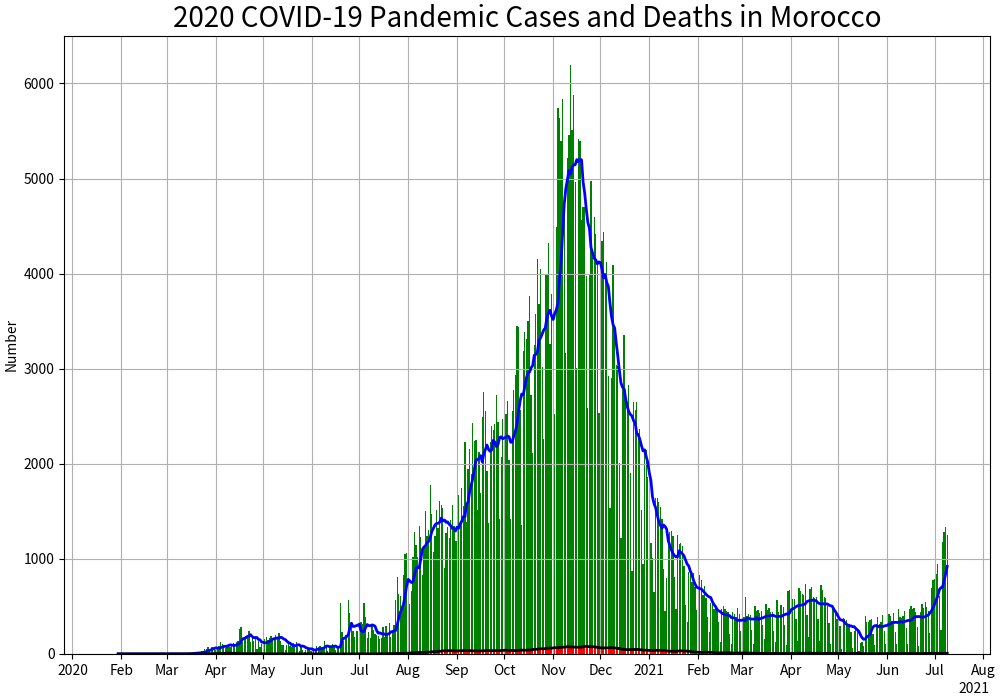 2020 COVID-19 Pandemic Cases and Deaths in Morocco
6000
5000
4000
3000
2000
1000
0
Number
2020 Feb Mar Apr May Jun Jul Aug Sep Oct Nov Dec 2021 Feb Mar Apr May Jun Jul Aug
2021